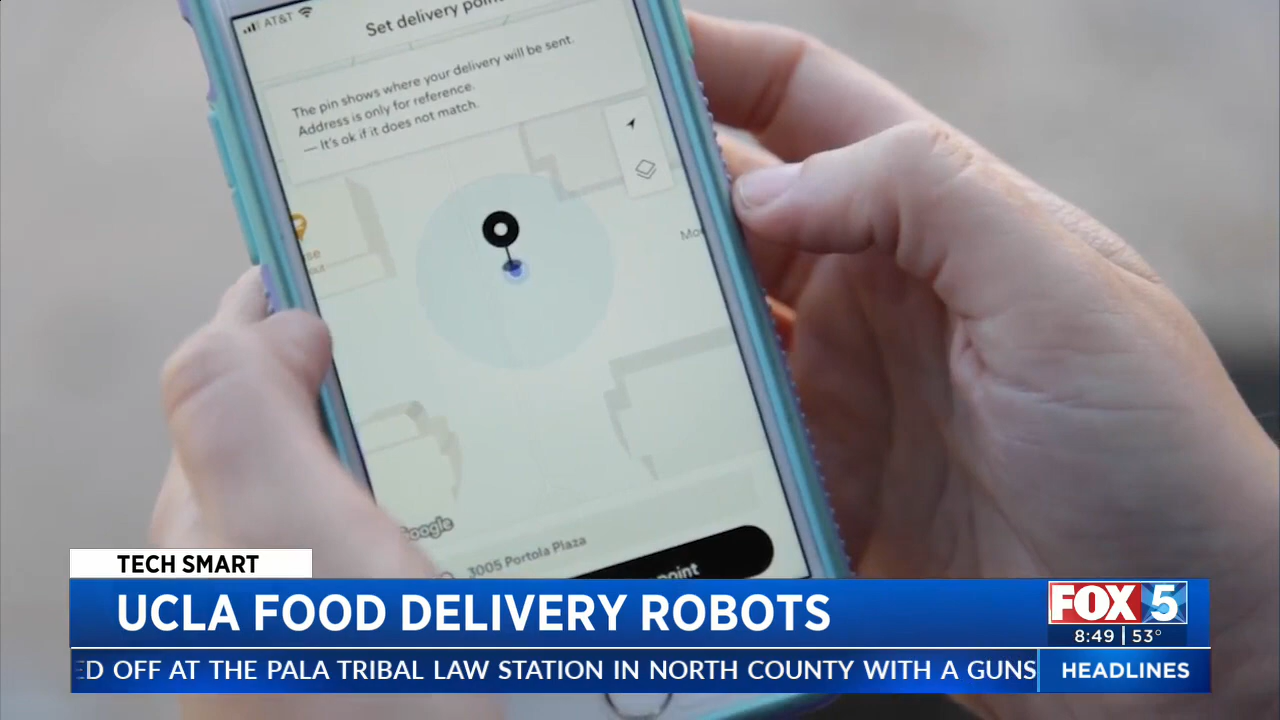 AT&T
Set delivery poin
The pin shows where your delivery will be sent.
Address is only for reference.
— It's ok if it does not match.
Google
3005 Portola Plaza
point
TECH SMART
UCLA FOOD DELIVERY ROBOTS
FOX 5
8:49 | 53°
ED OFF AT THE PALA TRIBAL LAW STATION IN NORTH COUNTY WITH A GUNS
HEADLINES